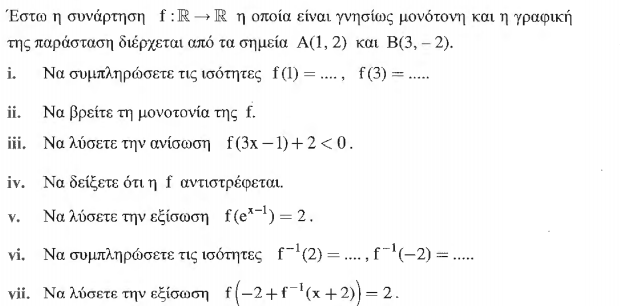 Έστω η συνάρτηση f : ℝ → ℝ η οποία είναι γνησίως μονότονη και η γραφική
της παράσταση διέρχεται από τα σημεία A(1, 2) και B(3, – 2).
i. Να συμπληρώσετε τις ισότητες f(1) = .... , f(3) = .....
ii. Να βρείτε τη μονοτονία της f.
iii. Να λύσετε την ανίσωση f(3x – 1) + 2 < 0 .
iv. Να δείξετε ότι η f αντιστρέφεται.
v. Να λύσετε την εξίσωση f(eˣ⁻¹) = 2 .
vi. Να συμπληρώσετε τις ισότητες f⁻¹(2) = .... , f⁻¹(–2) = .....
vii. Να λύσετε την εξίσωση f(–2 + f⁻¹(x + 2)) = 2 .